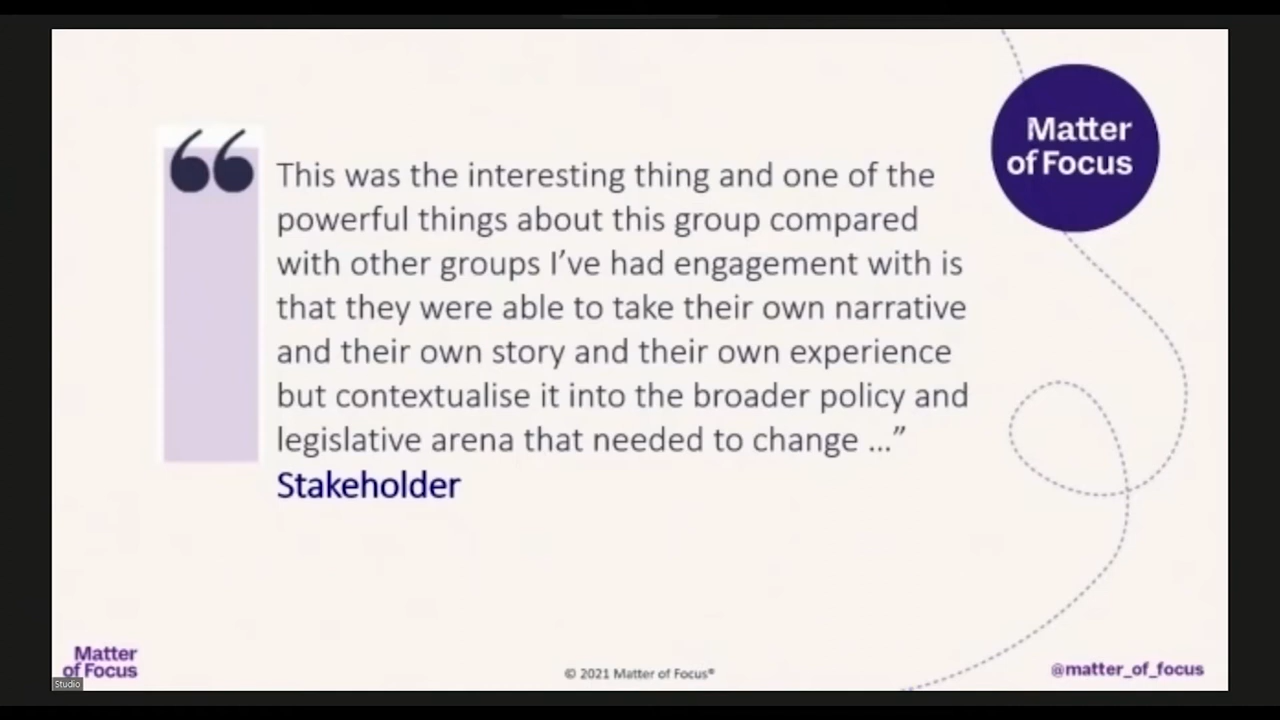 Matter
of Focus
“
This was the interesting thing and one of the
powerful things about this group compared
with other groups I’ve had engagement with is
that they were able to take their own narrative
and their own story and their own experience
but contextualise it into the broader policy and
legislative arena that needed to change ...”
Stakeholder
Matter
of Focus
Studio
© 2021 Matter of Focus®
@matter_of_focus